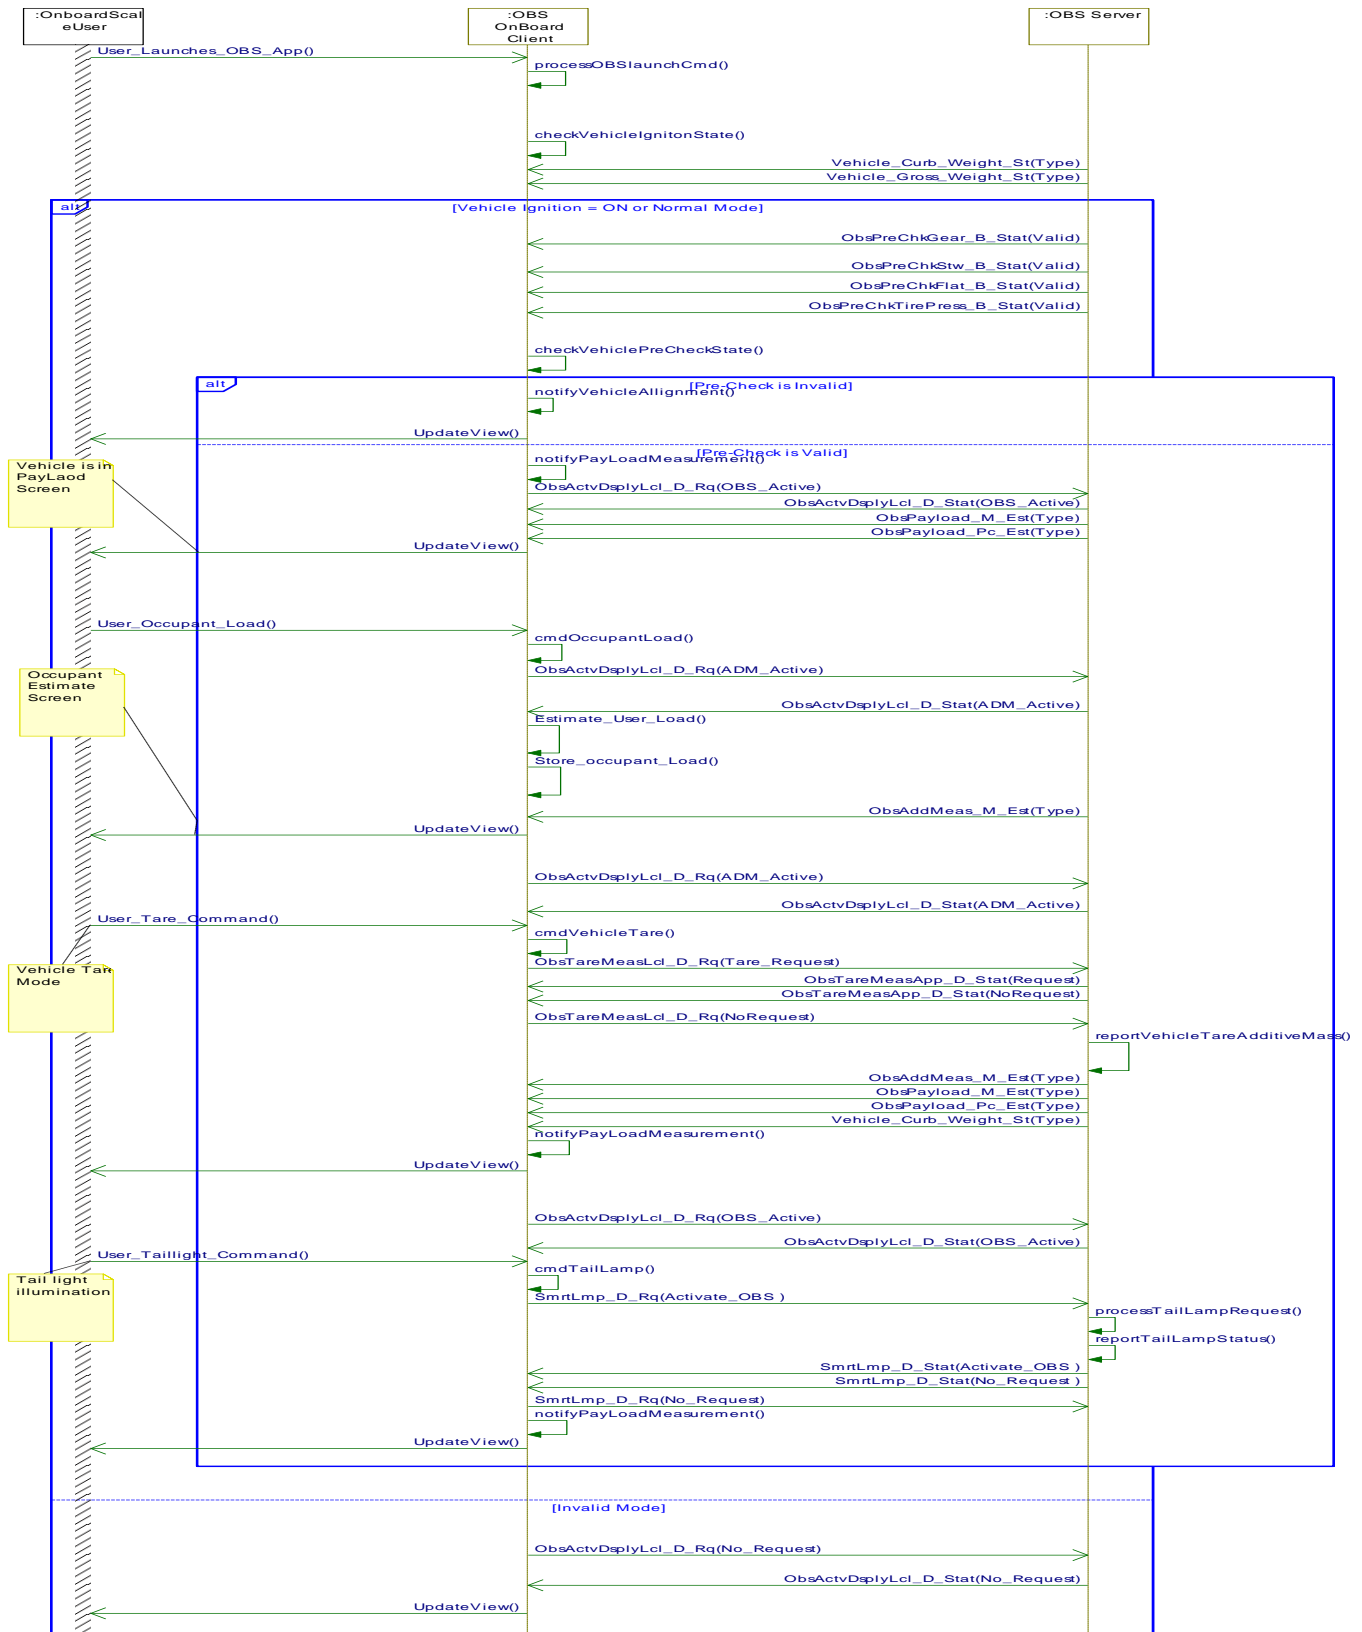 :OnboardScal
eUser
:OBS
OnBoard
Client
:OBS Server
User_Launches_OBS_App()
processOBSlaunchCmd()
checkVehicleIgnitonState()
Vehicle_Curb_Weight_St(Type)
Vehicle_Gross_Weight_St(Type)
alt
[Vehicle Ignition = ON or Normal Mode]
ObsPreChkGear_B_Stat(Valid)
ObsPreChkStw_B_Stat(Valid)
ObsPreChkFlat_B_Stat(Valid)
ObsPreChkTirePress_B_Stat(Valid)
checkVehiclePreCheckState()
alt
[Pre-Check is Invalid]
notifyVehicleAllignment()
UpdateView()
[Pre-Check is Valid]
notifyPayLoadMeasurement()
Vehicle is in
PayLaod
Screen
ObsActvDsplyLcl_D_Rq(OBS_Active)
ObsActvDsplyLcl_D_Stat(OBS_Active)
ObsPayload_M_Est(Type)
ObsPayload_Pc_Est(Type)
UpdateView()
User_Occupant_Load()
cmdOccupantLoad()
ObsActvDsplyLcl_D_Rq(ADM_Active)
Occupant
Estimate
Screen
ObsActvDsplyLcl_D_Stat(ADM_Active)
Estimate_User_Load()
Store_occupant_Load()
ObsAddMeas_M_Est(Type)
UpdateView()
ObsActvDsplyLcl_D_Rq(ADM_Active)
ObsActvDsplyLcl_D_Stat(ADM_Active)
User_Tare_Command()
cmdVehicleTare()
Vehicle Tare
Mode
ObsTareMeasLcl_D_Rq(Tare_Request)
ObsTareMeasApp_D_Stat(Request)
ObsTareMeasApp_D_Stat(NoRequest)
ObsTareMeasLcl_D_Rq(NoRequest)
reportVehicleTareAdditiveMass()
ObsAddMeas_M_Est(Type)
ObsPayload_M_Est(Type)
ObsPayload_Pc_Est(Type)
Vehicle_Curb_Weight_St(Type)
notifyPayLoadMeasurement()
UpdateView()
ObsActvDsplyLcl_D_Rq(OBS_Active)
ObsActvDsplyLcl_D_Stat(OBS_Active)
User_Taillight_Command()
cmdTailLamp()
Tail light
illumination
SmrtLmp_D_Rq(Activate_OBS )
processTailLampRequest()
reportTailLampStatus()
SmrtLmp_D_Stat(Activate_OBS )
SmrtLmp_D_Stat(No_Request )
SmrtLmp_D_Rq(No_Request)
notifyPayLoadMeasurement()
UpdateView()
[Invalid Mode]
ObsActvDsplyLcl_D_Rq(No_Request)
ObsActvDsplyLcl_D_Stat(No_Request)
UpdateView()